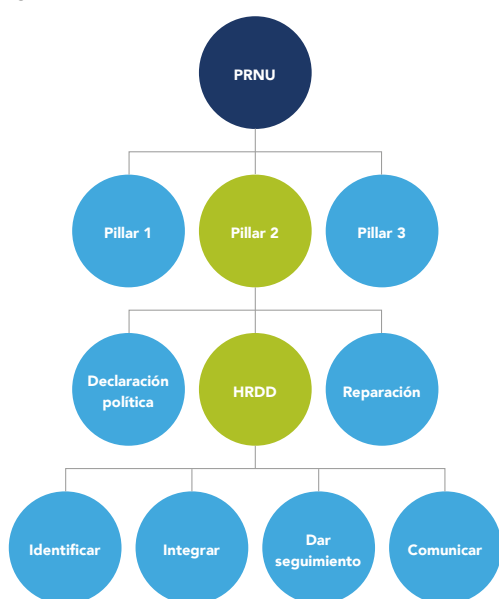 PRNU
Pillar 1
Pillar 2
Pillar 3
Declaración
política
HRDD
Reparación
Identificar
Integrar
Dar
seguimiento
Comunicar